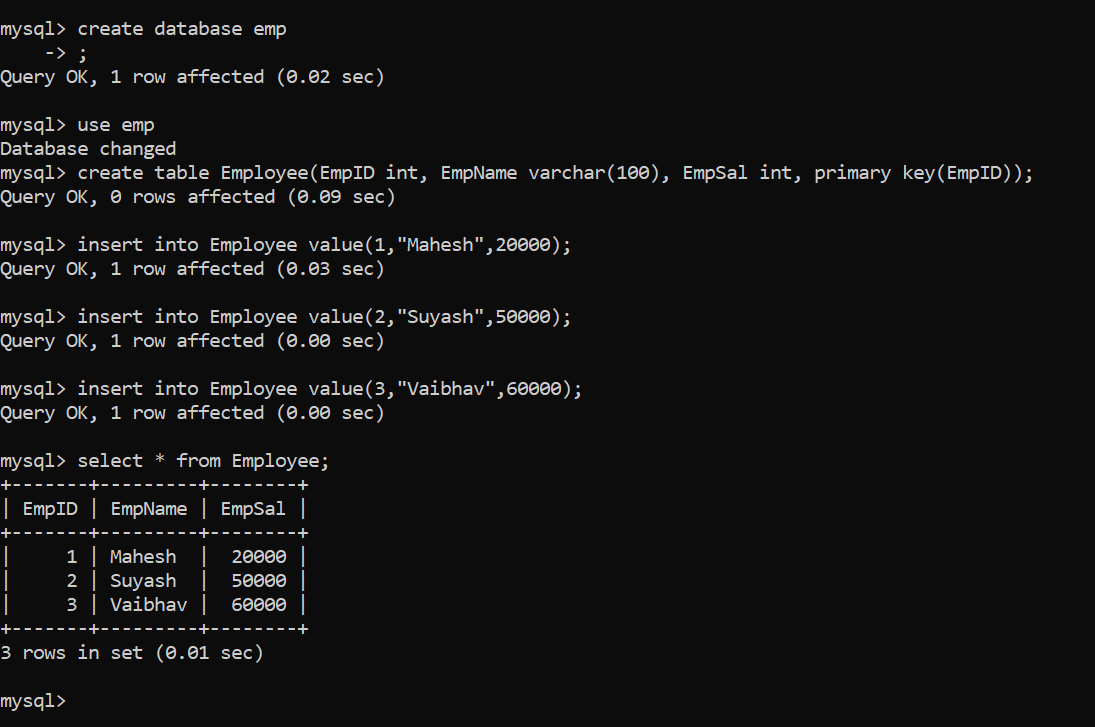 mysql> create database emp
    -> ;
Query OK, 1 row affected (0.02 sec)

mysql> use emp
Database changed
mysql> create table Employee(EmpID int, EmpName varchar(100), EmpSal int, primary key(EmpID));
Query OK, 0 rows affected (0.09 sec)

mysql> insert into Employee value(1,"Mahesh",20000);
Query OK, 1 row affected (0.03 sec)

mysql> insert into Employee value(2,"Suyash",50000);
Query OK, 1 row affected (0.00 sec)

mysql> insert into Employee value(3,"Vaibhav",60000);
Query OK, 1 row affected (0.00 sec)

mysql> select * from Employee;
+-------+---------+--------+
| EmpID | EmpName | EmpSal |
+-------+---------+--------+
|     1 | Mahesh  |  20000 |
|     2 | Suyash  |  50000 |
|     3 | Vaibhav |  60000 |
+-------+---------+--------+
3 rows in set (0.01 sec)

mysql>